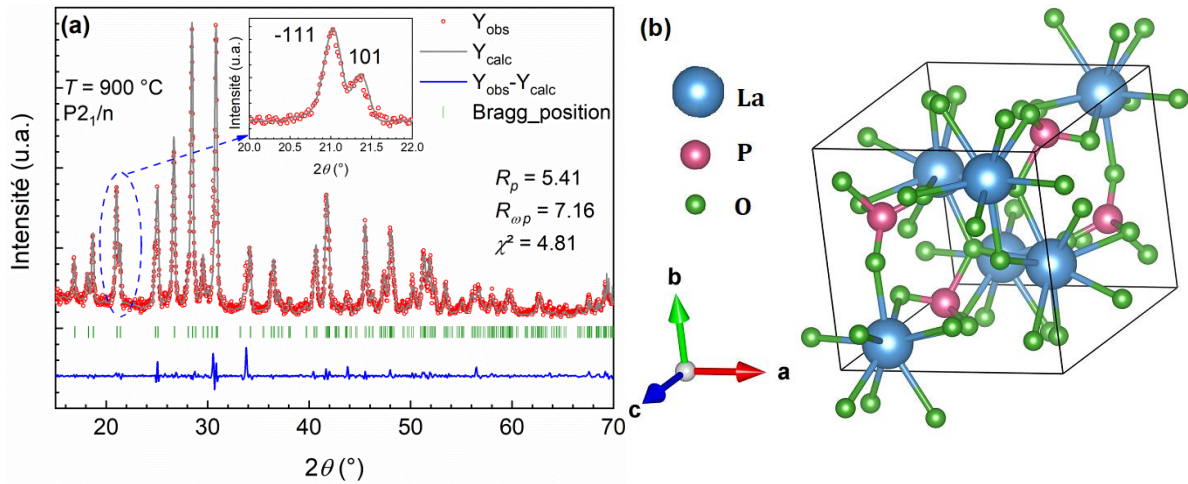 (a)
T = 900 °C
P2₁/n
-111
101
Intensité (u.a.)
20.0 20.5 21.0 21.5 22.0
2θ(°)
Y_obs
Y_calc
Y_obs-Y_calc
Bragg_position
R_p = 5.41
R_ωp = 7.16
χ² = 4.81
Intensité (u.a.)
20 30 40 50 60 70
2θ(°)
(b)
La
P
O
b
a
c